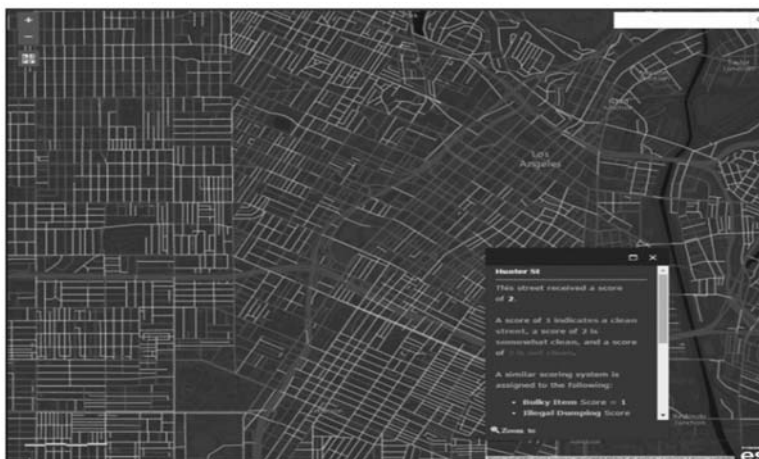 +
−
Los
Angeles
Hunter St
This street received a score
of 2.
A score of 1 indicates a clean
street, a score of 2 is
somewhat clean, and a score
of 3 is not clean.
A similar scoring system is
assigned to the following:
• Bulky Item Score = 1
• Illegal Dumping Score
Zoom to
es